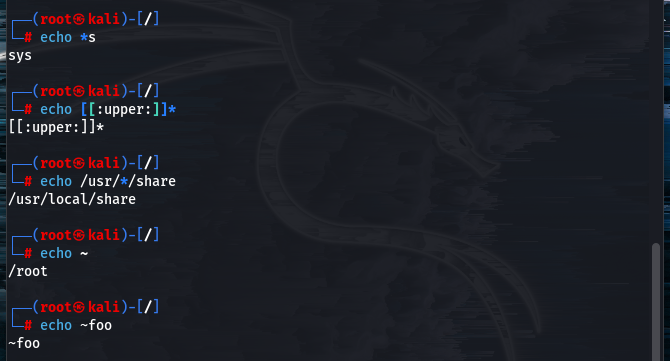 ┌──(root㉿kali)-[/]
└─# echo *s
sys
┌──(root㉿kali)-[/]
└─# echo [[:upper:]]*
[[:upper:]]*
┌──(root㉿kali)-[/]
└─# echo /usr/*/share
/usr/local/share
┌──(root㉿kali)-[/]
└─# echo ~
/root
┌──(root㉿kali)-[/]
└─# echo ~foo
~foo